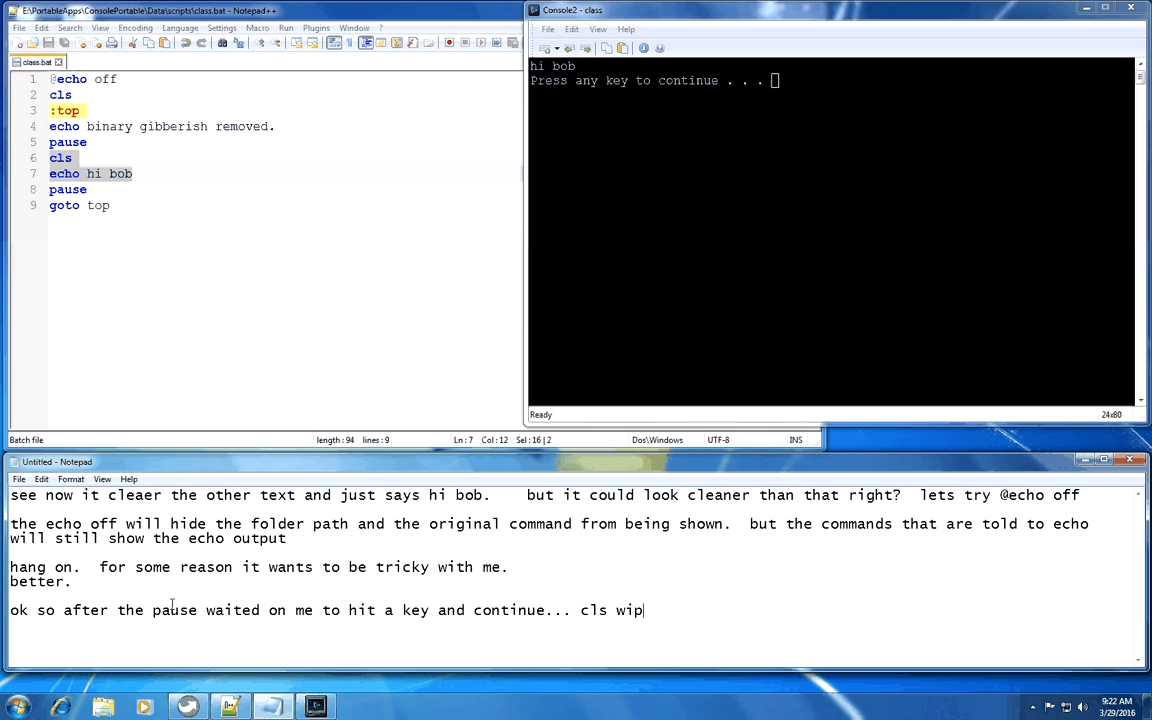 E:\PortableApps\ConsolePortable\Data\scripts\class.bat - Notepad++
File Edit Search View Encoding Language Settings Macro Run Plugins Window ?
class.bat
1 @echo off
2 cls
3 :top
4 echo binary gibberish removed.
5 pause
6 cls
7 echo hi bob
8 pause
9 goto top
Batch file length : 94 lines : 9 Ln : 7 Col : 12 Sel : 16 | 2 Dos\Windows UTF-8 INS
Console2 - class
File Edit View Help
hi bob
Press any key to continue . . .
Ready 24x80
Untitled - Notepad
File Edit Format View Help
see now it cleaer the other text and just says hi bob. but it could look cleaner than that right? lets try @echo off
the echo off will hide the folder path and the original command from being shown. but the commands that are told to echo
will still show the echo output
hang on. for some reason it wants to be tricky with me.
better.
ok so after the pause waited on me to hit a key and continue... cls wip
9:22 AM
3/29/2016